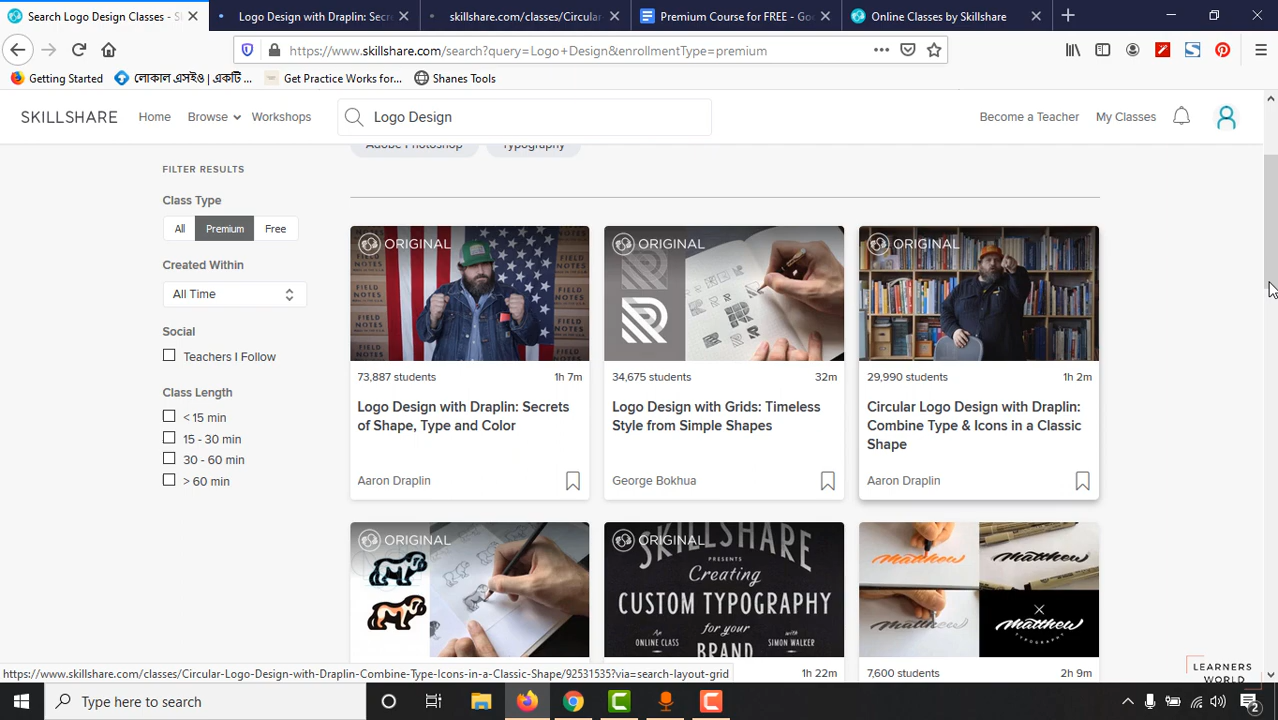 Search Logo Design Classes - S
Logo Design with Draplin: Secre
skillshare.com/classes/Circular
Premium Course for FREE - Goo
Online Classes by Skillshare
https://www.skillshare.com/search?query=Logo+Design&enrollmentType=premium
Getting Started
লোকাল এসইও | একটি ...
Get Practice Works for...
Shanes Tools
SKILLSHARE
Home
Browse
Workshops
Logo Design
Become a Teacher
My Classes
Adobe Photoshop
Typography
FILTER RESULTS
Class Type
All
Premium
Free
Created Within
All Time
Social
Teachers I Follow
Class Length
< 15 min
15 - 30 min
30 - 60 min
> 60 min
ORIGINAL
FIELD NOTES
73,887 students
1h 7m
Logo Design with Draplin: Secrets
of Shape, Type and Color
Aaron Draplin
ORIGINAL
34,675 students
32m
Logo Design with Grids: Timeless
Style from Simple Shapes
George Bokhua
ORIGINAL
29,990 students
1h 2m
Circular Logo Design with Draplin:
Combine Type & Icons in a Classic
Shape
Aaron Draplin
ORIGINAL
ORIGINAL
SKILLSHARE
PRESENTS
Creating
CUSTOM TYPOGRAPHY
for your
BRAND
An
ONLINE CLASS
with
SIMON WALKER
1h 22m
Matthew
Matthew
Matthew
Matthew
TYPOGRAPHY
7,600 students
2h 9m
https://www.skillshare.com/classes/Circular-Logo-Design-with-Draplin-Combine-Type-Icons-in-a-Classic-Shape/92531535?via=search-layout-grid
LEARNERS
WORLD
Type here to search
2